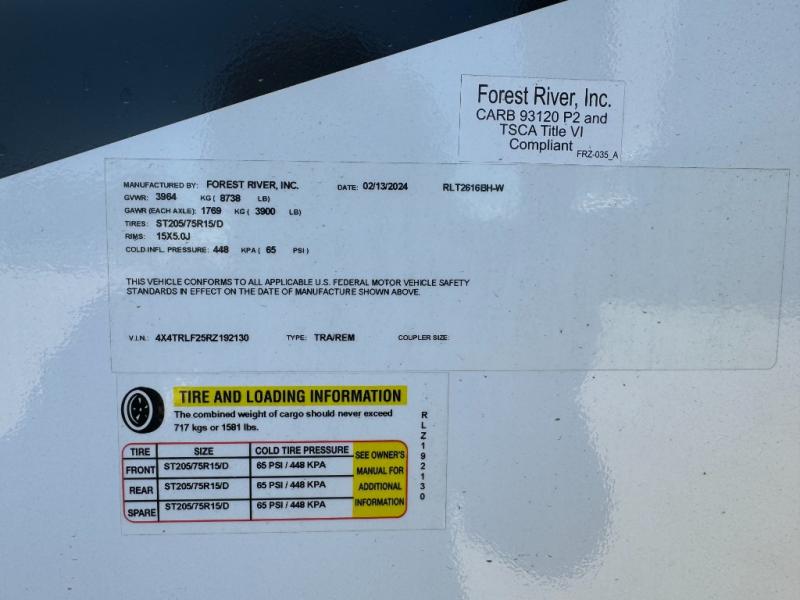 Forest River, Inc.
CARB 93120 P2 and
TSCA Title VI
Compliant
FRZ-035_A
MANUFACTURED BY: FOREST RIVER, INC. DATE: 02/13/2024 RLT2616BH-W
GVWR: 3964 KG ( 8738 LB)
GAWR (EACH AXLE): 1769 KG ( 3900 LB)
TIRES: ST205/75R15/D
RIMS: 15X5.0J
COLD INFL. PRESSURE: 448 KPA ( 65 PSI )
THIS VEHICLE CONFORMS TO ALL APPLICABLE U.S. FEDERAL MOTOR VEHICLE SAFETY
STANDARDS IN EFFECT ON THE DATE OF MANUFACTURE SHOWN ABOVE.
V.I.N.: 4X4TRLF25RZ192130 TYPE: TRA/REM COUPLER SIZE:
TIRE AND LOADING INFORMATION
The combined weight of cargo should never exceed
717 kgs or 1581 lbs.
TIRE SIZE COLD TIRE PRESSURE
FRONT ST205/75R15/D 65 PSI / 448 KPA
REAR ST205/75R15/D 65 PSI / 448 KPA
SPARE ST205/75R15/D 65 PSI / 448 KPA
SEE OWNER'S
MANUAL FOR
ADDITIONAL
INFORMATION
RLZ192130